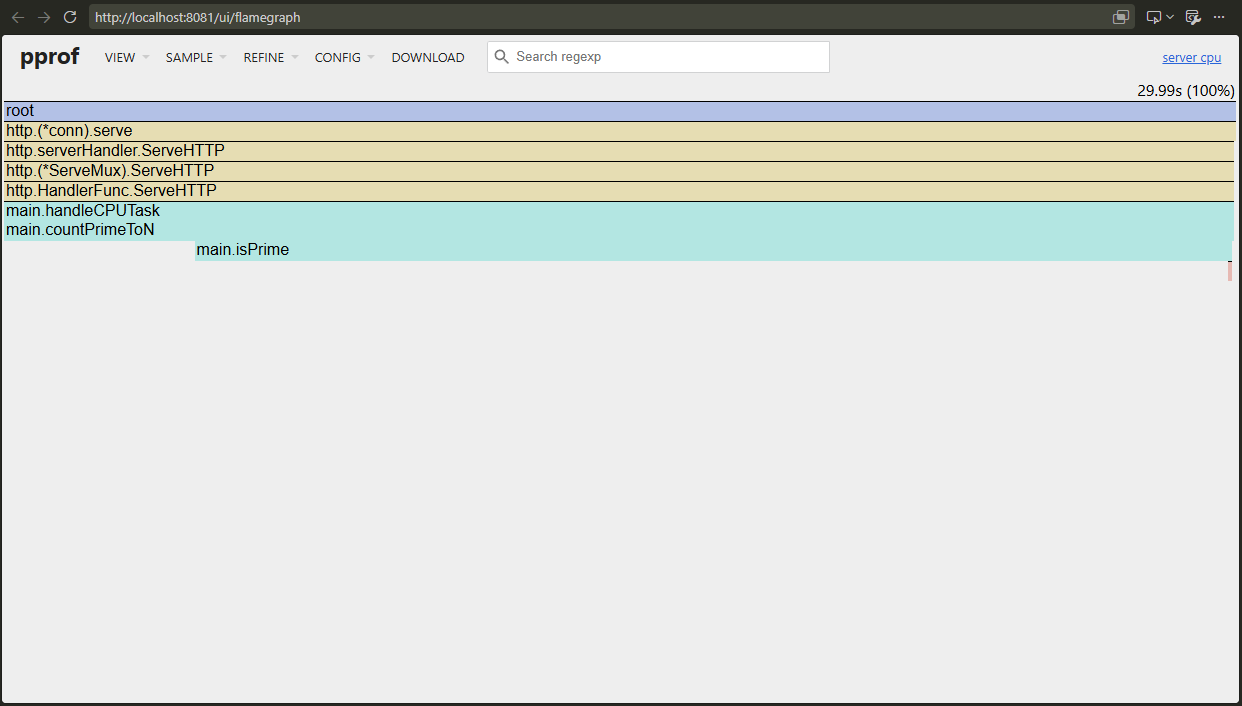 http://localhost:8081/ui/flamegraph
pprof VIEW SAMPLE REFINE CONFIG DOWNLOAD Search regexp server cpu
29.99s (100%)
root
http.(*conn).serve
http.serverHandler.ServeHTTP
http.(*ServeMux).ServeHTTP
http.HandlerFunc.ServeHTTP
main.handleCPUTask
main.countPrimeToN
main.isPrime